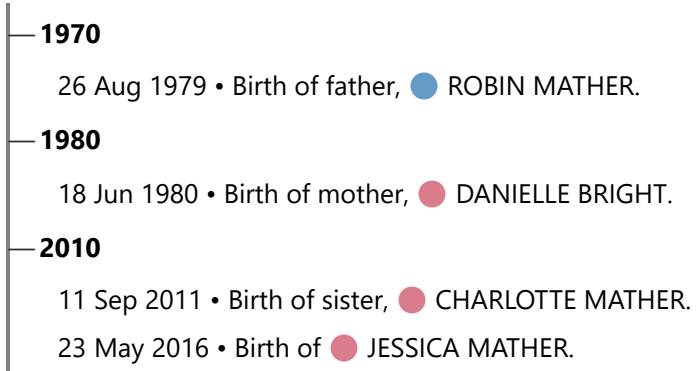 1970
26 Aug 1979 • Birth of father, ROBIN MATHER.
1980
18 Jun 1980 • Birth of mother, DANIELLE BRIGHT.
2010
11 Sep 2011 • Birth of sister, CHARLOTTE MATHER.
23 May 2016 • Birth of JESSICA MATHER.